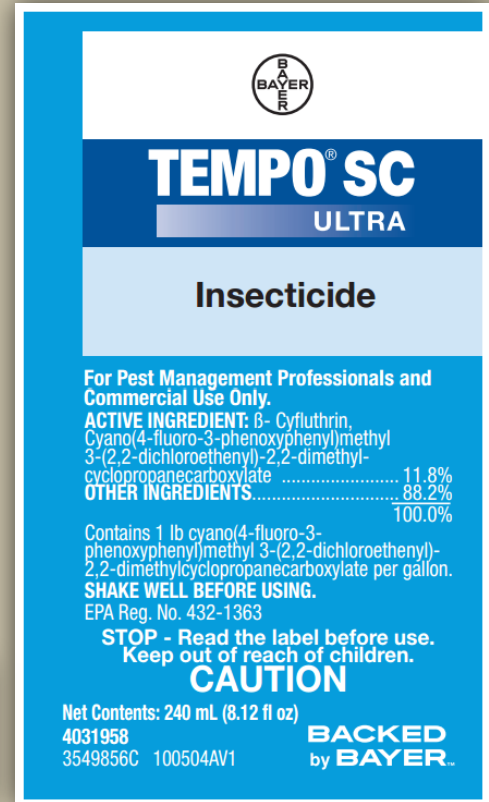 BAYER
BAYER
TEMPO® SC
ULTRA
Insecticide
For Pest Management Professionals and
Commercial Use Only.
ACTIVE INGREDIENT: ß- Cyfluthrin,
Cyano(4-fluoro-3-phenoxyphenyl)methyl
3-(2,2-dichloroethenyl)-2,2-dimethyl-
cyclopropanecarboxylate ........................ 11.8%
OTHER INGREDIENTS.............................. 88.2%
100.0%
Contains 1 lb cyano(4-fluoro-3-
phenoxyphenyl)methyl 3-(2,2-dichloroethenyl)-
2,2-dimethylcyclopropanecarboxylate per gallon.
SHAKE WELL BEFORE USING.
EPA Reg. No. 432-1363
STOP - Read the label before use.
Keep out of reach of children.
CAUTION
Net Contents: 240 mL (8.12 fl oz)
4031958
3549856C 100504AV1
BACKED
by BAYER™